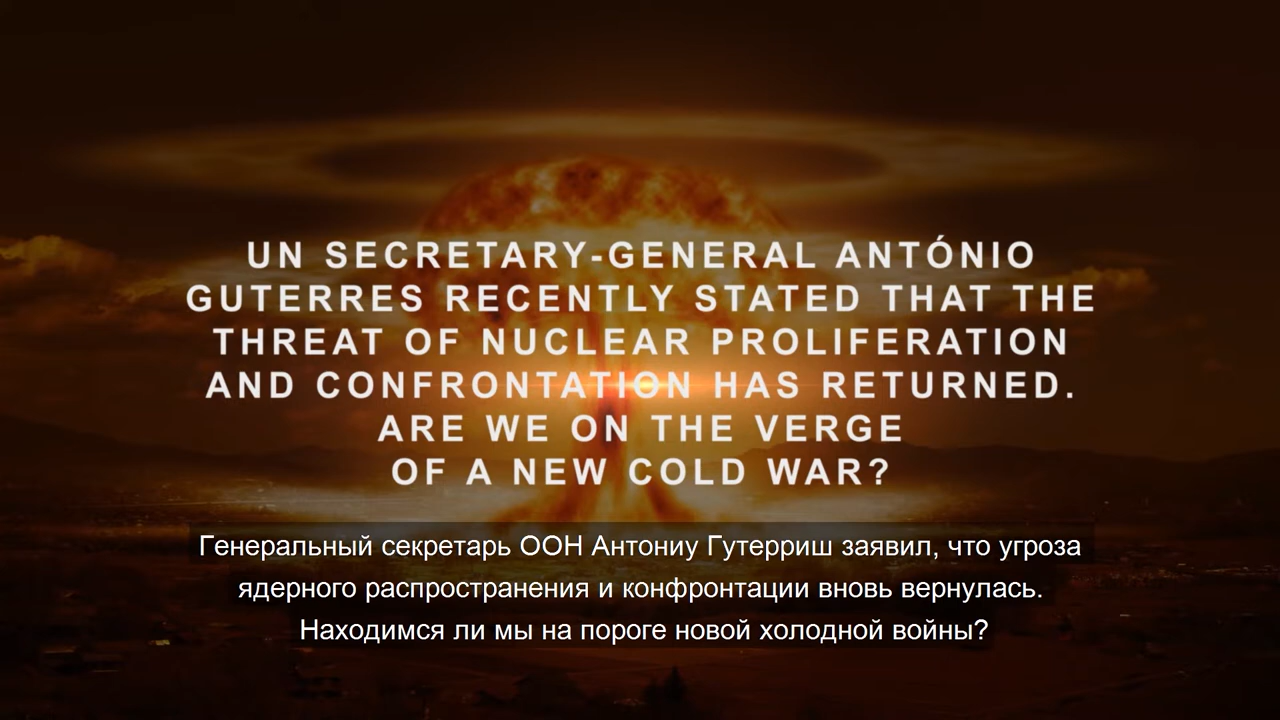 UN SECRETARY-GENERAL ANTÓNIO
GUTERRES RECENTLY STATED THAT THE
THREAT OF NUCLEAR PROLIFERATION
AND CONFRONTATION HAS RETURNED.
ARE WE ON THE VERGE
OF A NEW COLD WAR?
Генеральный секретарь ООН Антониу Гутерриш заявил, что угроза
ядерного распространения и конфронтации вновь вернулась.
Находимся ли мы на пороге новой холодной войны?